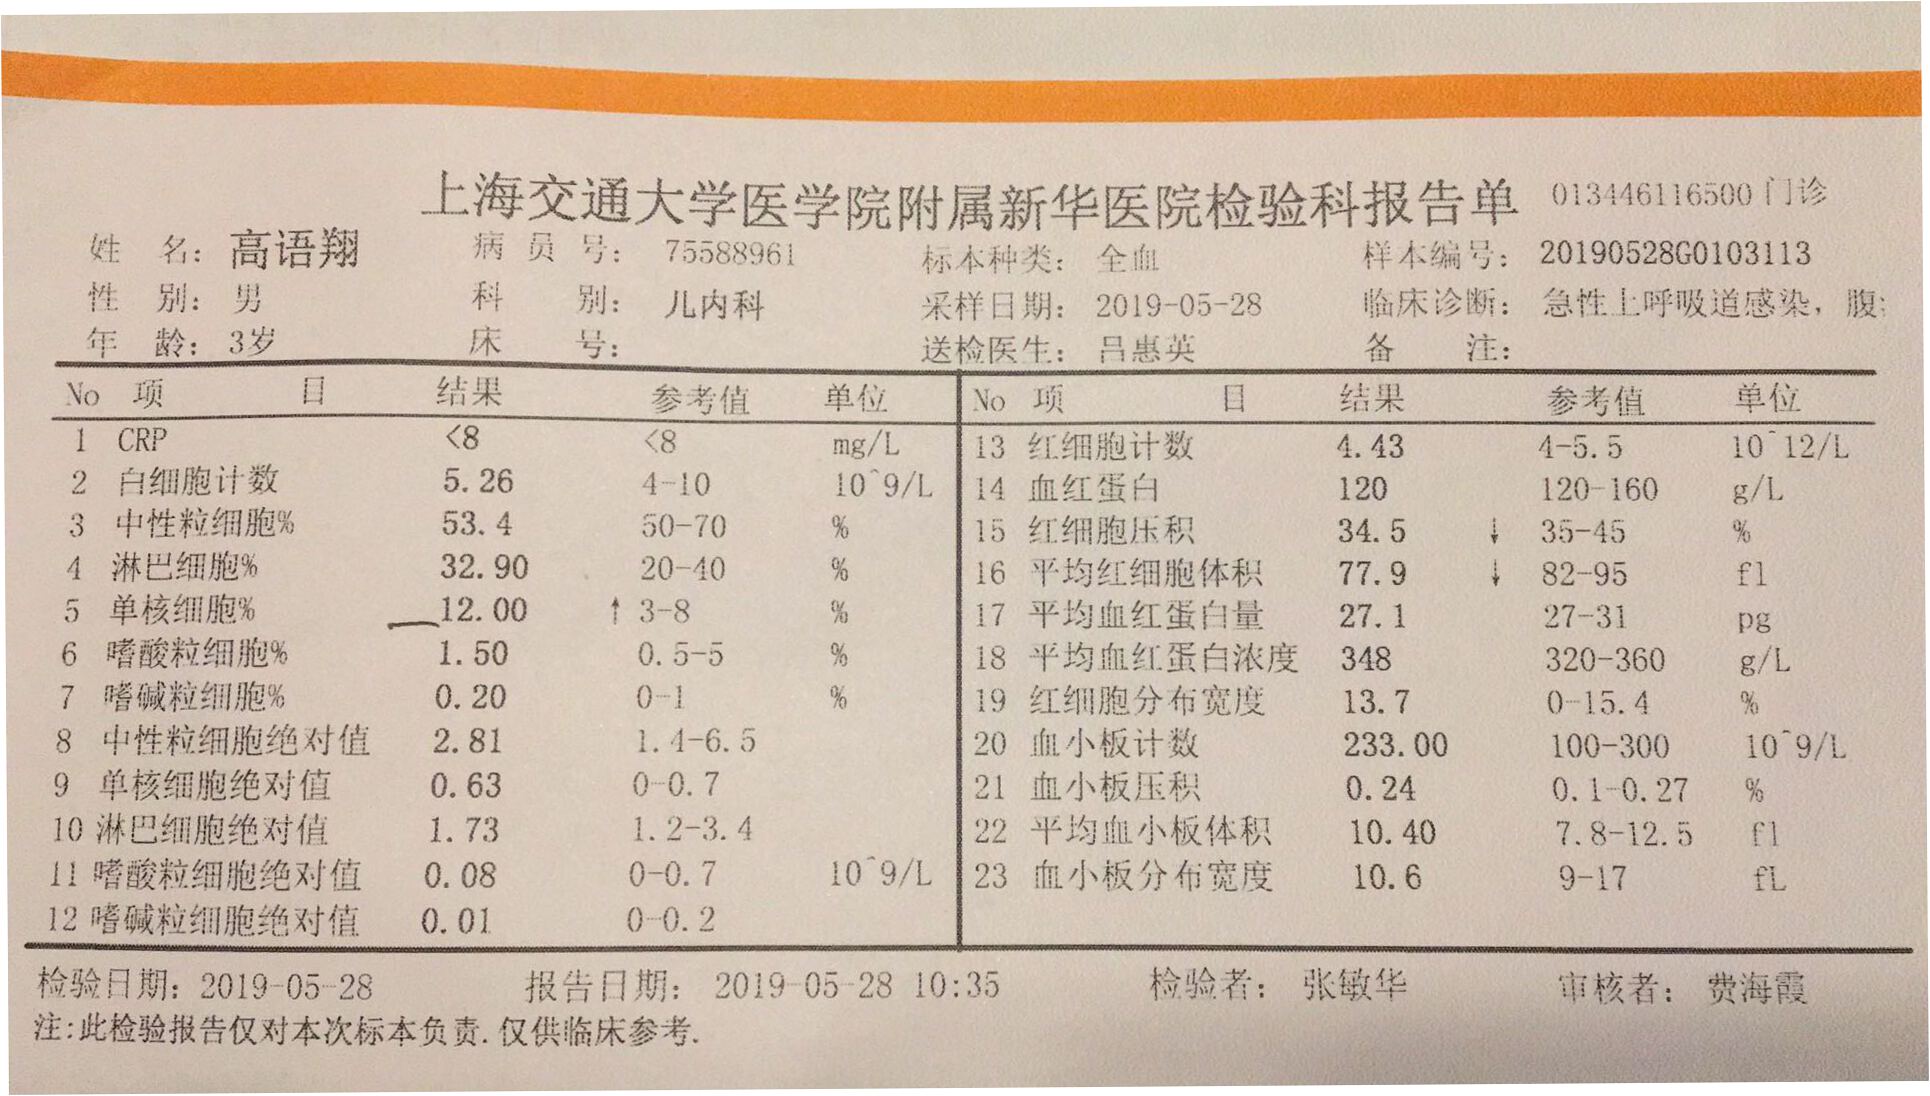 上海交通大学医学院附属新华医院检验科报告单 013446116500 门诊
姓 名: 高语翔 病 员 号: 75588961 标本种类: 全血 样本编号: 20190528G0103113
性 别: 男 科 别: 儿内科 采样日期: 2019-05-28 临床诊断: 急性上呼吸道感染, 腹
年 龄: 3岁 床 号: 送检医生: 吕惠英 备 注:
No 项 目 结果 参考值 单位 No 项 目 结果 参考值 单位
1 CRP <8 <8 mg/L 13 红细胞计数 4.43 4-5.5 10^12/L
2 白细胞计数 5.26 4-10 10^9/L 14 血红蛋白 120 120-160 g/L
3 中性粒细胞% 53.4 50-70 % 15 红细胞压积 34.5 ↓ 35-45 %
4 淋巴细胞% 32.90 20-40 % 16 平均红细胞体积 77.9 ↓ 82-95 fl
5 单核细胞% 12.00 ↑ 3-8 % 17 平均血红蛋白量 27.1 27-31 pg
6 嗜酸粒细胞% 1.50 0.5-5 % 18 平均血红蛋白浓度 348 320-360 g/L
7 嗜碱粒细胞% 0.20 0-1 % 19 红细胞分布宽度 13.7 0-15.4 %
8 中性粒细胞绝对值 2.81 1.4-6.5 20 血小板计数 233.00 100-300 10^9/L
9 单核细胞绝对值 0.63 0-0.7 21 血小板压积 0.24 0.1-0.27 %
10 淋巴细胞绝对值 1.73 1.2-3.4 22 平均血小板体积 10.40 7.8-12.5 fl
11 嗜酸粒细胞绝对值 0.08 0-0.7 10^9/L 23 血小板分布宽度 10.6 9-17 fL
12 嗜碱粒细胞绝对值 0.01 0-0.2
检验日期: 2019-05-28 报告日期: 2019-05-28 10:35 检验者: 张敏华 审核者: 费海霞
注:此检验报告仅对本次标本负责.仅供临床参考.